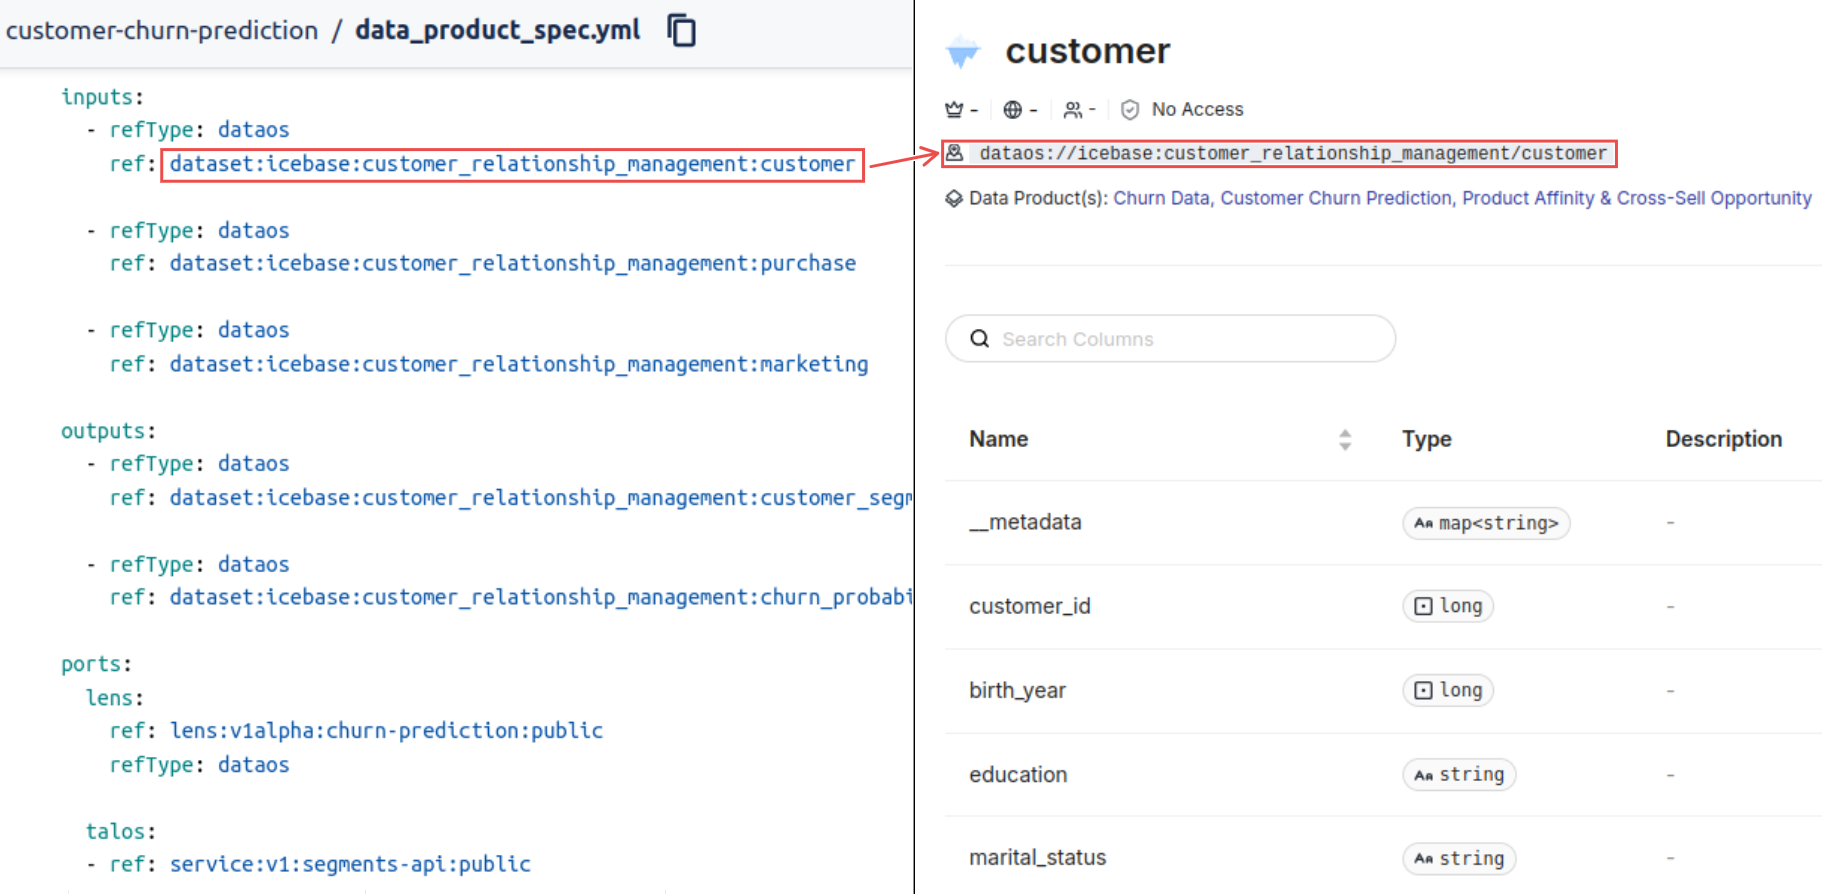 customer-churn-prediction / data_product_spec.yml
inputs:
- refType: dataos
ref: dataset:icebase:customer_relationship_management:customer
- refType: dataos
ref: dataset:icebase:customer_relationship_management:purchase
- refType: dataos
ref: dataset:icebase:customer_relationship_management:marketing
outputs:
- refType: dataos
ref: dataset:icebase:customer_relationship_management:customer_segm
- refType: dataos
ref: dataset:icebase:customer_relationship_management:churn_probabi
ports:
lens:
ref: lens:v1alpha:churn-prediction:public
refType: dataos
talos:
- ref: service:v1:segments-api:public
customer
- - - No Access
dataos://icebase:customer_relationship_management/customer
Data Product(s): Churn Data, Customer Churn Prediction, Product Affinity & Cross-Sell Opportunity
Search Columns
Name Type Description
__metadata Aa map<string> -
customer_id long -
birth_year long -
education Aa string -
marital_status Aa string -